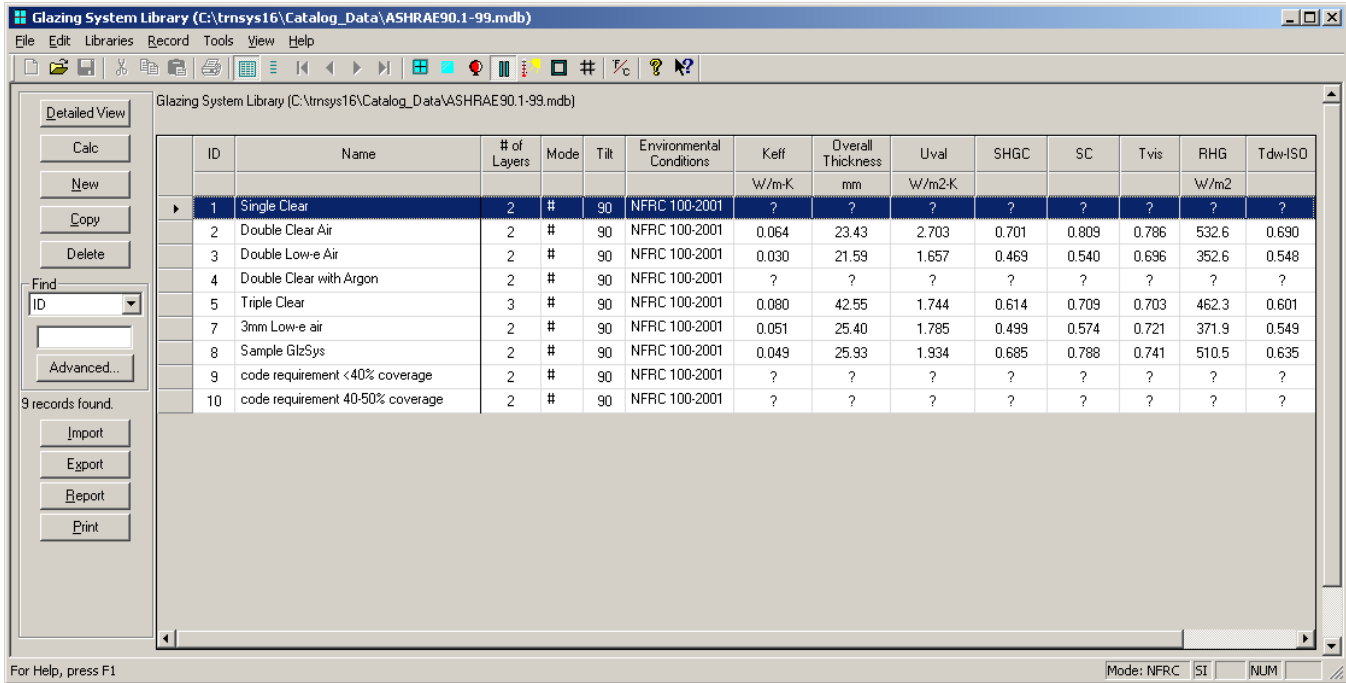 Glazing System Library (C:\trnsys16\Catalog_Data\ASHRAE90.1-99.mdb)
File Edit Libraries Record Tools View Help
Glazing System Library (C:\trnsys16\Catalog_Data\ASHRAE90.1-99.mdb)
Detailed View
Calc
New
Copy
Delete
Find
ID
Advanced...
9 records found.
Import
Export
Report
Print
ID Name # of Layers Mode Tilt Environmental Conditions Keff Overall Thickness Uval SHGC SC Tvis RHG Tdw-ISO
W/m-K mm W/m2-K W/m2
1 Single Clear 2 # 90 NFRC 100-2001 ? ? ? ? ? ? ? ?
2 Double Clear Air 2 # 90 NFRC 100-2001 0.064 23.43 2.703 0.701 0.809 0.786 532.6 0.690
3 Double Low-e Air 2 # 90 NFRC 100-2001 0.030 21.59 1.657 0.469 0.540 0.696 352.6 0.548
4 Double Clear with Argon 2 # 90 NFRC 100-2001 ? ? ? ? ? ? ? ?
5 Triple Clear 3 # 90 NFRC 100-2001 0.080 42.55 1.744 0.614 0.709 0.703 462.3 0.601
7 3mm Low-e air 2 # 90 NFRC 100-2001 0.051 25.40 1.785 0.499 0.574 0.721 371.9 0.549
8 Sample GlzSys 2 # 90 NFRC 100-2001 0.049 25.93 1.934 0.685 0.788 0.741 510.5 0.635
9 code requirement <40% coverage 2 # 90 NFRC 100-2001 ? ? ? ? ? ? ? ?
10 code requirement 40-50% coverage 2 # 90 NFRC 100-2001 ? ? ? ? ? ? ? ?
For Help, press F1
Mode: NFRC SI NUM